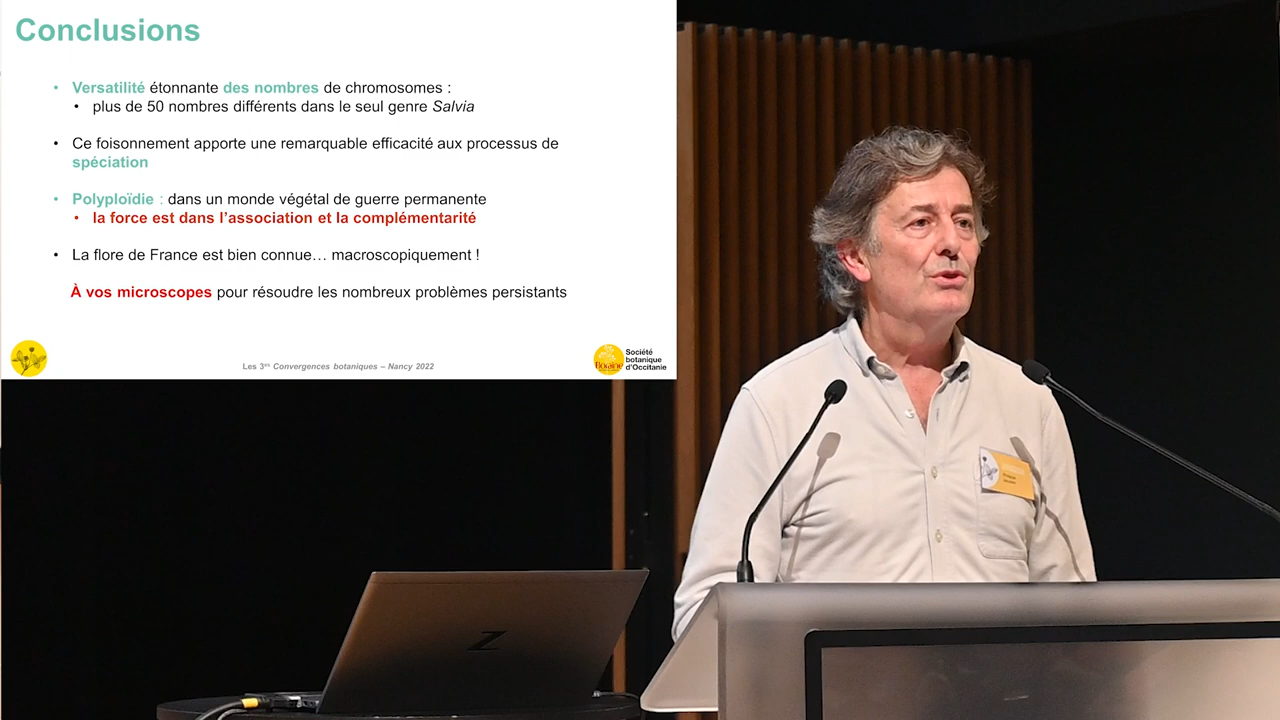 Conclusions
• Versatilité étonnante des nombres de chromosomes :
• plus de 50 nombres différents dans le seul genre Salvia
• Ce foisonnement apporte une remarquable efficacité aux processus de
spéciation
• Polyploïdie : dans un monde végétal de guerre permanente
• la force est dans l’association et la complémentarité
• La flore de France est bien connue… macroscopiquement !
À vos microscopes pour résoudre les nombreux problèmes persistants
Les 3es Convergences botaniques – Nancy 2022
Société
botanique
d'Occitanie
Z